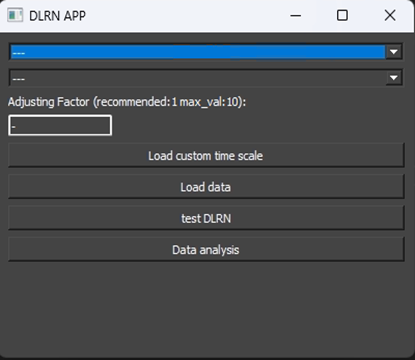 DLRN APP
---
---
Adjusting Factor (recommended: 1 max_val: 10):
-
Load custom time scale
Load data
test DLRN
Data analysis